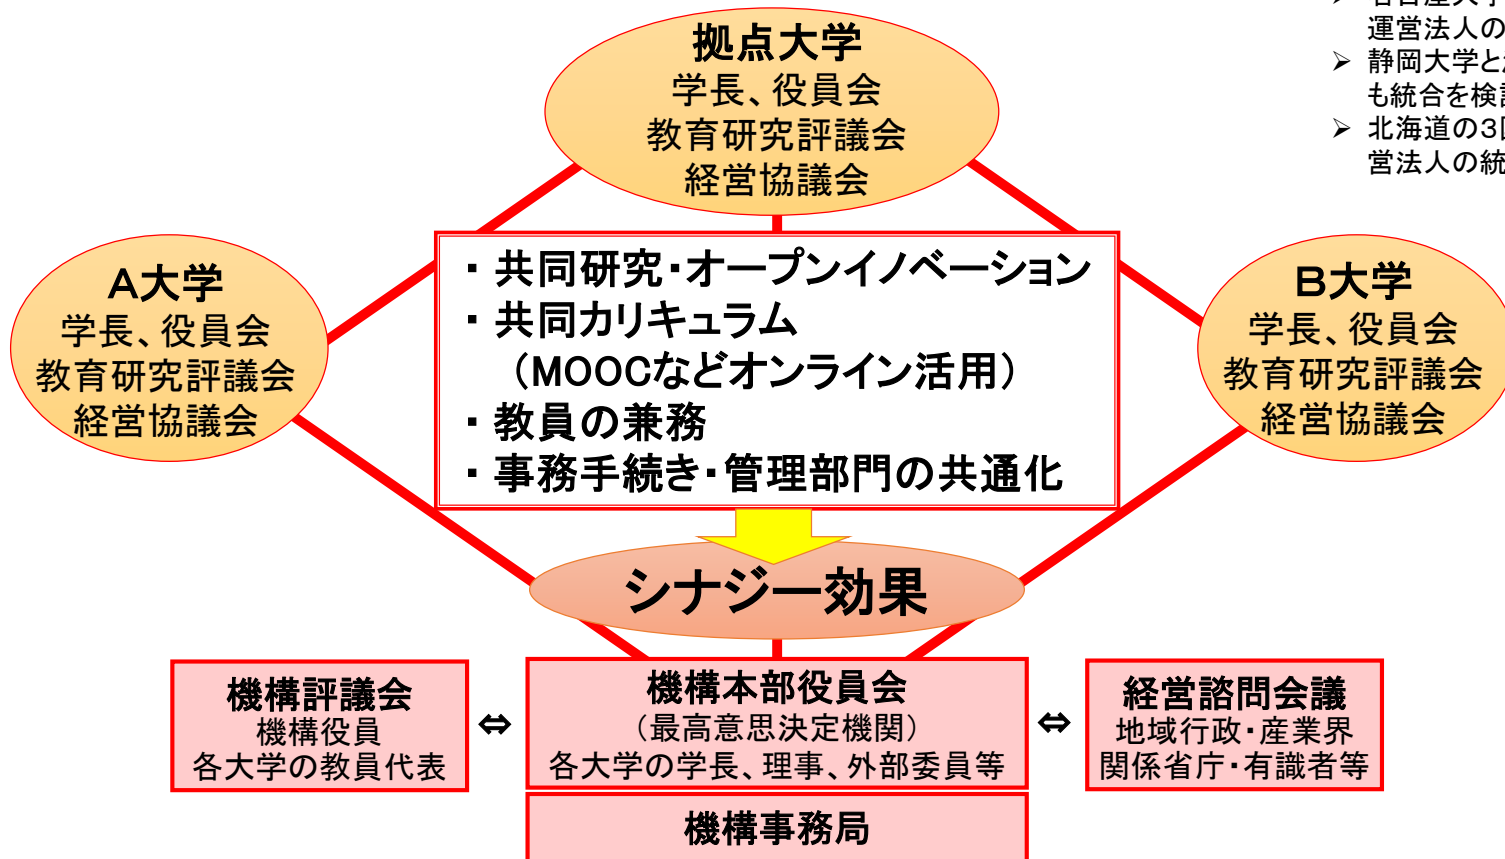 拠点大学
学長、役員会
教育研究評議会
経営協議会
運営法人の
➢ 静岡大学と
も統合を検
➢ 北海道の3
営法人の統
A大学
学長、役員会
教育研究評議会
経営協議会
・共同研究・オープンイノベーション
・共同カリキュラム
（MOOCなどオンライン活用）
・教員の兼務
・事務手続き・管理部門の共通化
B大学
学長、役員会
教育研究評議会
経営協議会
シナジー効果
機構評議会
機構役員
各大学の教員代表
⇔
機構本部役員会
（最高意思決定機関）
各大学の学長、理事、外部委員等
⇔
経営諮問会議
地域行政・産業界
関係省庁・有識者等
機構事務局